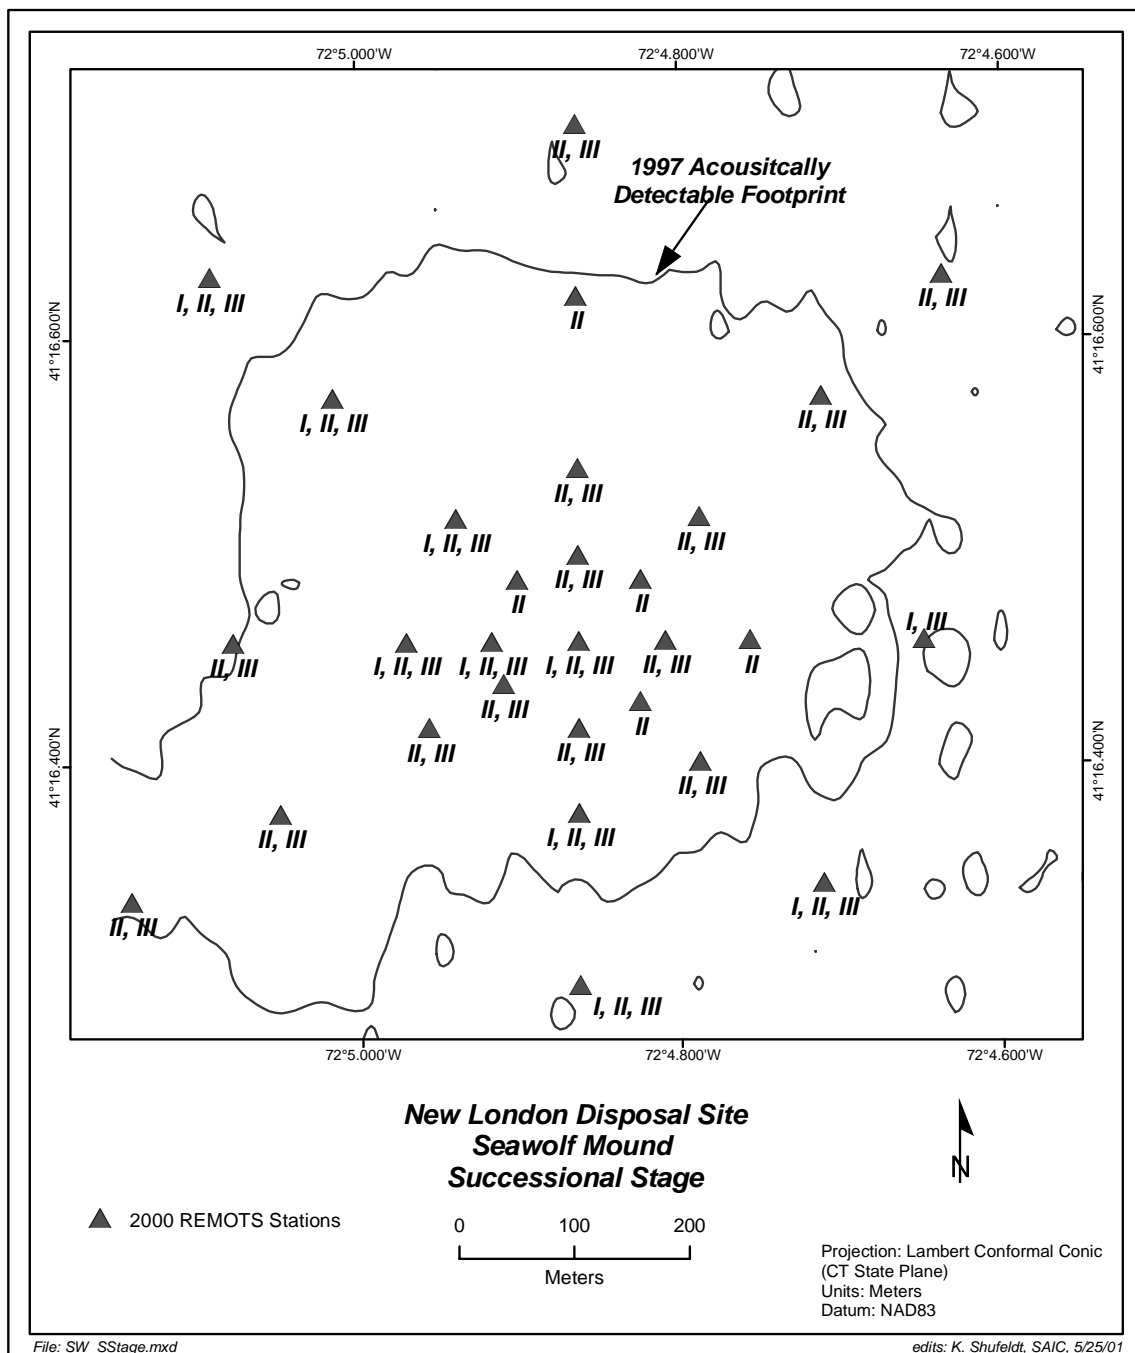 72°5.000'W 72°4.800'W 72°4.600'W
II, III
1997 Acousitcally
Detectable Footprint
I, II, III
II, III
II
41°16.600'N
41°16.600'N
I, II, III
II, III
II, III
I, II, III
II, III
II, III
II
II
I, III
II, III
I, II, III
I, II, III
I, II, III
II, III
II
II, III
II
II, III
II, III
II, III
41°16.400'N
41°16.400'N
II, III
I, II, III
I, II, III
II, III
I, II, III
72°5.000'W 72°4.800'W 72°4.600'W
New London Disposal Site
Seawolf Mound
Successional Stage
N
2000 REMOTS Stations
0 100 200
Meters
Projection: Lambert Conformal Conic
(CT State Plane)
Units: Meters
Datum: NAD83
File: SW_SStage.mxd
edits: K. Shufeldt, SAIC, 5/25/01